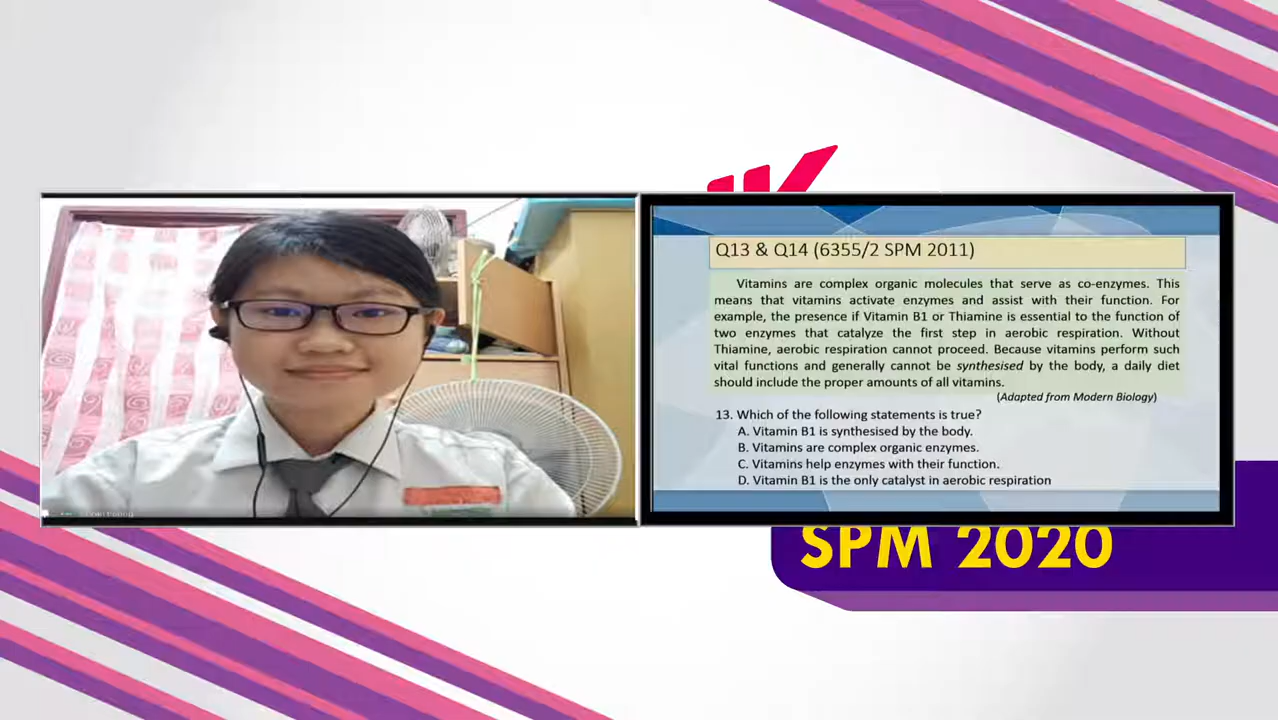 Q13 & Q14 (6355/2 SPM 2011)
Vitamins are complex organic molecules that serve as co-enzymes. This
means that vitamins activate enzymes and assist with their function. For
example, the presence if Vitamin B1 or Thiamine is essential to the function of
two enzymes that catalyze the first step in aerobic respiration. Without
Thiamine, aerobic respiration cannot proceed. Because vitamins perform such
vital functions and generally cannot be synthesised by the body, a daily diet
should include the proper amounts of all vitamins.
(Adapted from Modern Biology)
13. Which of the following statements is true?
A. Vitamin B1 is synthesised by the body.
B. Vitamins are complex organic enzymes.
C. Vitamins help enzymes with their function.
D. Vitamin B1 is the only catalyst in aerobic respiration
SPM 2020